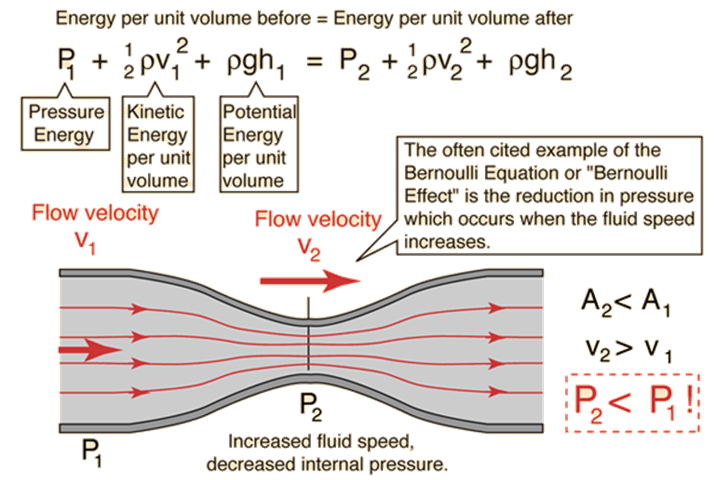 Energy per unit volume before = Energy per unit volume after
P₁ + ½ρv₁² + ρgh₁ = P₂ + ½ρv₂² + ρgh₂
Pressure
Energy
Kinetic
Energy
per unit
volume
Potential
Energy
per unit
volume
The often cited example of the
Bernoulli Equation or "Bernoulli
Effect" is the reduction in pressure
which occurs when the fluid speed
increases.
Flow velocity
v₁
Flow velocity
v₂
A₂ < A₁
v₂ > v₁
P₂ < P₁ !
P₁
P₂
Increased fluid speed,
decreased internal pressure.